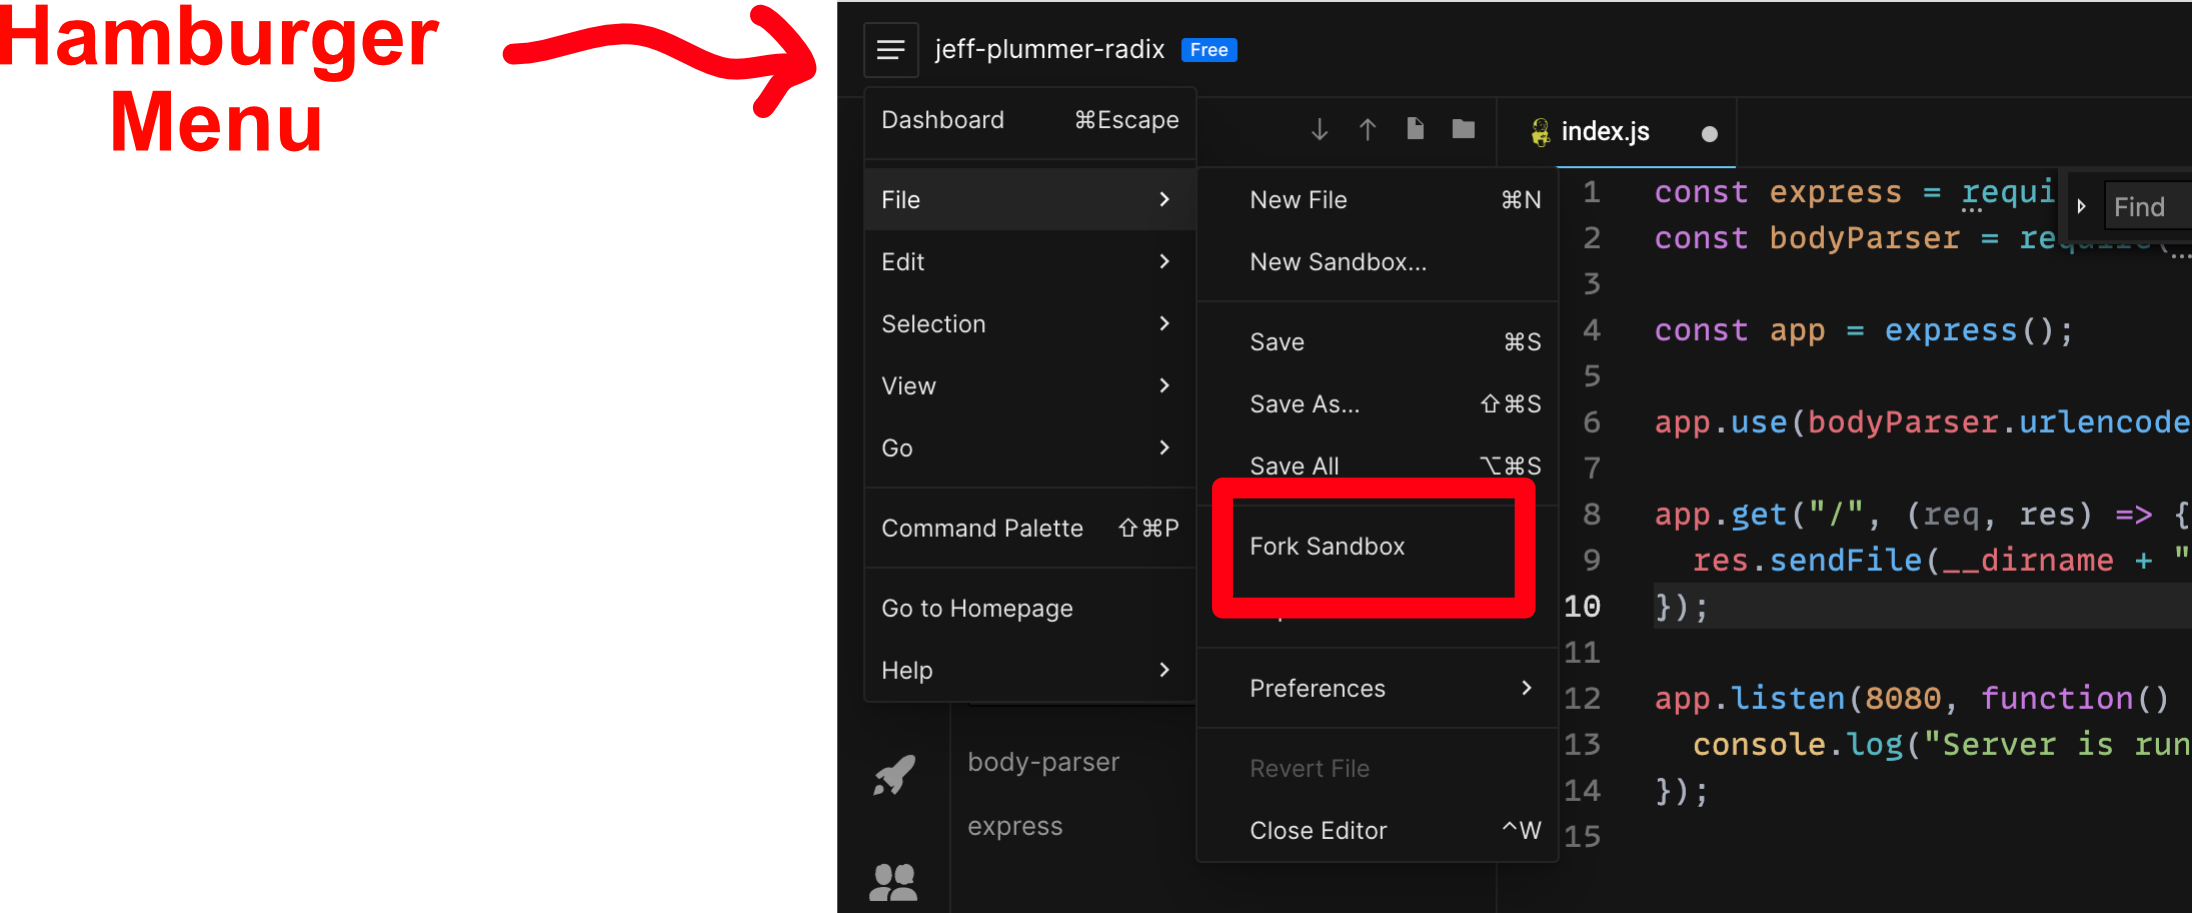 Hamburger
Menu
jeff-plummer-radix Free
Dashboard ⌘Escape
File
Edit
Selection
View
Go
Command Palette ⇧⌘P
Go to Homepage
Help
New File ⌘N
New Sandbox...
Save ⌘S
Save As... ⇧⌘S
Save All ⌥⌘S
Fork Sandbox
Preferences
Revert File
Close Editor ^W
body-parser
express
index.js
Find
1 const express = requi
2 const bodyParser = require(
3
4 const app = express();
5
6 app.use(bodyParser.urlencode
7
8 app.get("/", (req, res) => {
9 res.sendFile(__dirname + "
10 });
11
12 app.listen(8080, function()
13 console.log("Server is run
14 });
15